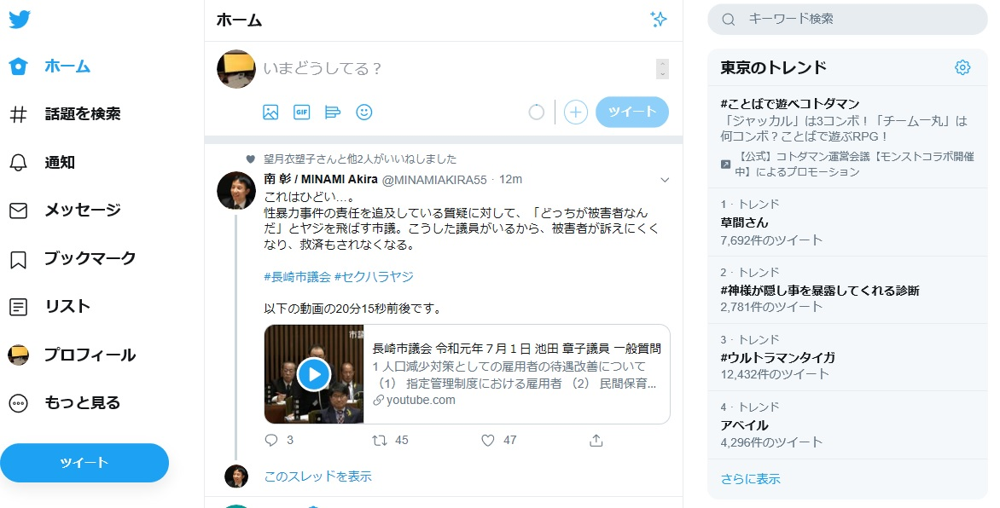 ホーム
話題を検索
通知
メッセージ
ブックマーク
リスト
プロフィール
もっと見る
ツイート
ホーム
いまどうしてる？
GIF
ツイート
望月衣塑子さんと他2人がいいねしました
南 彰 / MINAMI Akira @MINAMIAKIRA55 · 12m
これはひどい…。
性暴力事件の責任を追及している質疑に対して、「どっちが被害者なん
だ」とヤジを飛ばす市議。こうした議員がいるから、被害者が訴えにくく
なり、救済もされなくなる。
#長崎市議会 #セクハラヤジ
以下の動画の20分15秒前後です。
市議
長崎市議会 令和元年７月１日 池田 章子議員 一般質問
1 人口減少対策としての雇用者の待遇改善について
（1） 指定管理制度における雇用者 （2） 民間保育...
youtube.com
3
45
47
このスレッドを表示
キーワード検索
東京のトレンド
#ことばで遊べコトダマン
「ジャッカル」は3コンボ！「チーム一丸」は
何コンボ？ことばで遊ぶRPG！
【公式】コトダマン運営会議【モンストコラボ開催
中】によるプロモーション
1 · トレンド
草間さん
7,692件のツイート
2 · トレンド
#神様が隠し事を暴露してくれる診断
2,781件のツイート
3 · トレンド
#ウルトラマンタイガ
12,432件のツイート
4 · トレンド
アベイル
4,296件のツイート
さらに表示